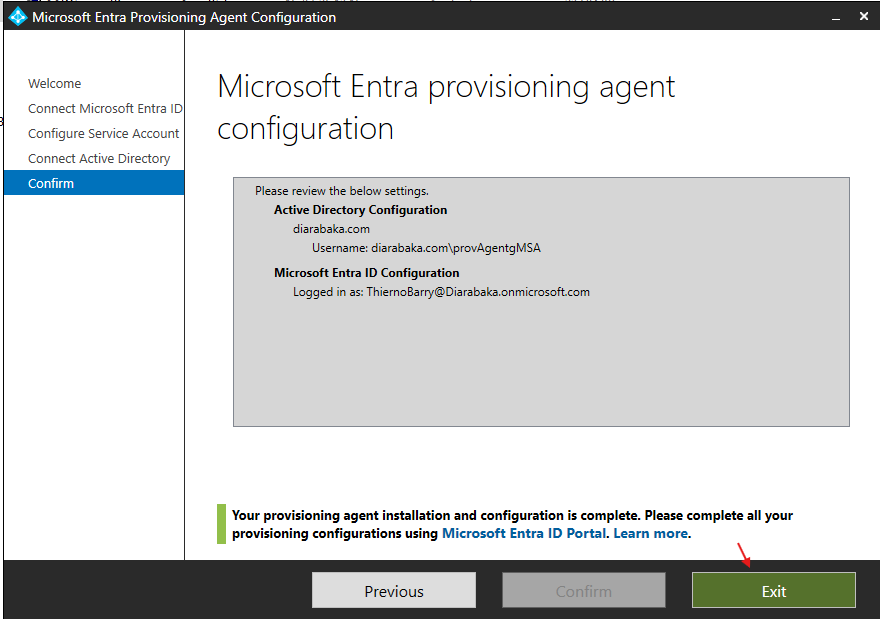 Microsoft Entra Provisioning Agent Configuration
Welcome
Connect Microsoft Entra ID
Configure Service Account
Connect Active Directory
Confirm
Microsoft Entra provisioning agent
configuration
Please review the below settings.
Active Directory Configuration
diarabaka.com
Username: diarabaka.com\provAgentgMSA
Microsoft Entra ID Configuration
Logged in as: ThiernoBarry@Diarabaka.onmicrosoft.com
Your provisioning agent installation and configuration is complete. Please complete all your
provisioning configurations using Microsoft Entra ID Portal. Learn more.
Previous
Confirm
Exit